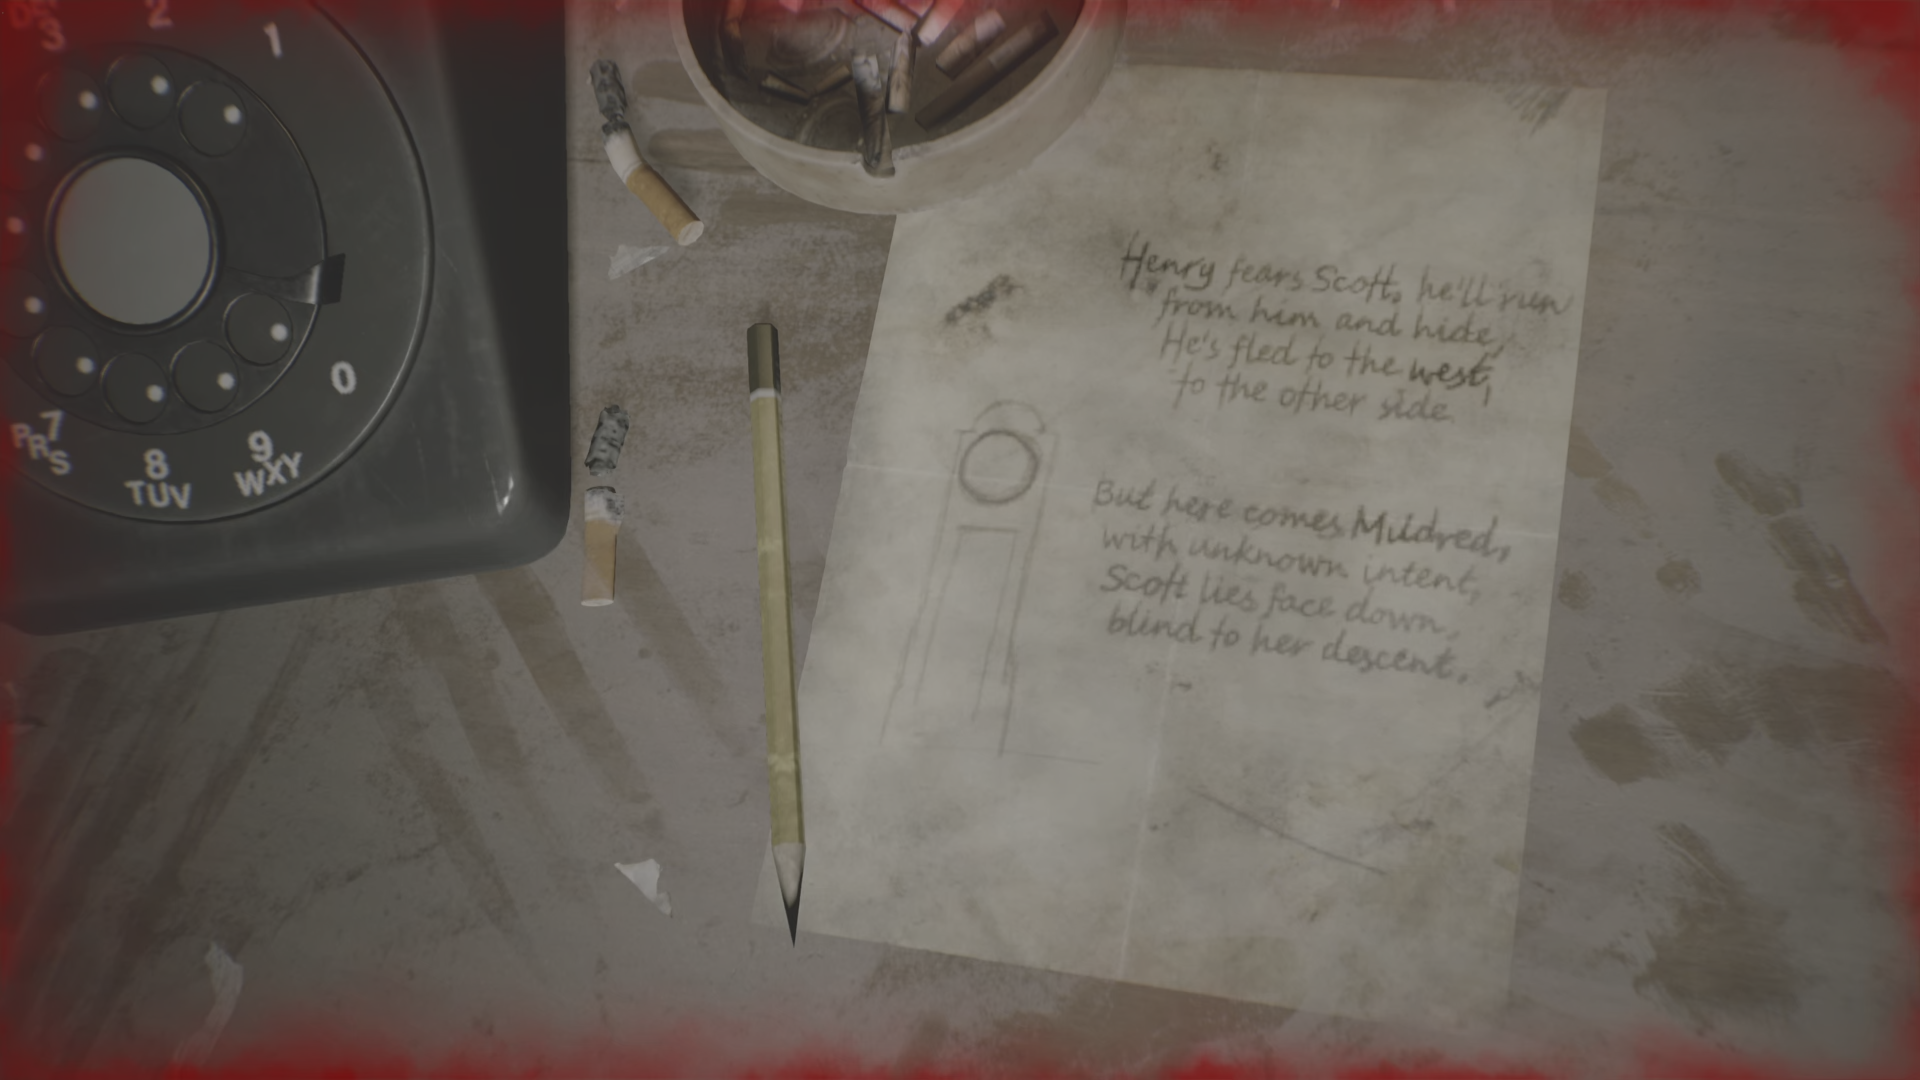 3
2
1
Henry fears Scott, he'll run
from him and hide,
He's fled to the west,
to the other side.
But here comes Mildred,
with unknown intent,
Scott lies face down,
blind to her descent.
0
7
PRS
8
TUV
9
WXY